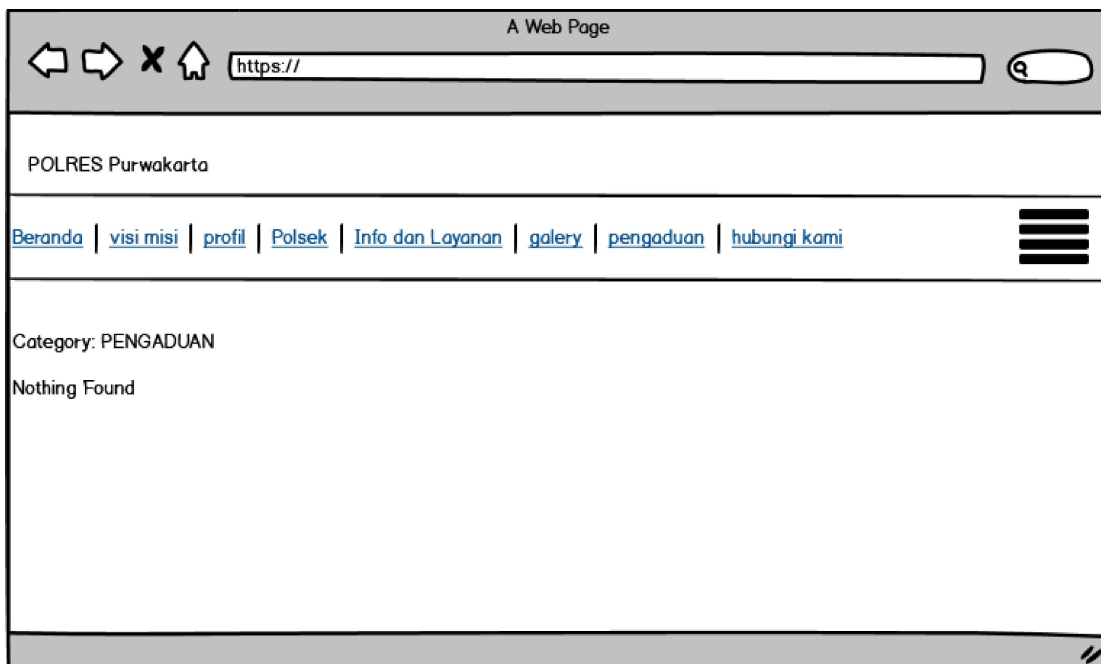 A Web Page
https://
POLRES Purwakarta
Beranda | visi misi | profil | Polsek | Info dan Layanan | galery | pengaduan | hubungi kami
Category: PENGADUAN
Nothing Found